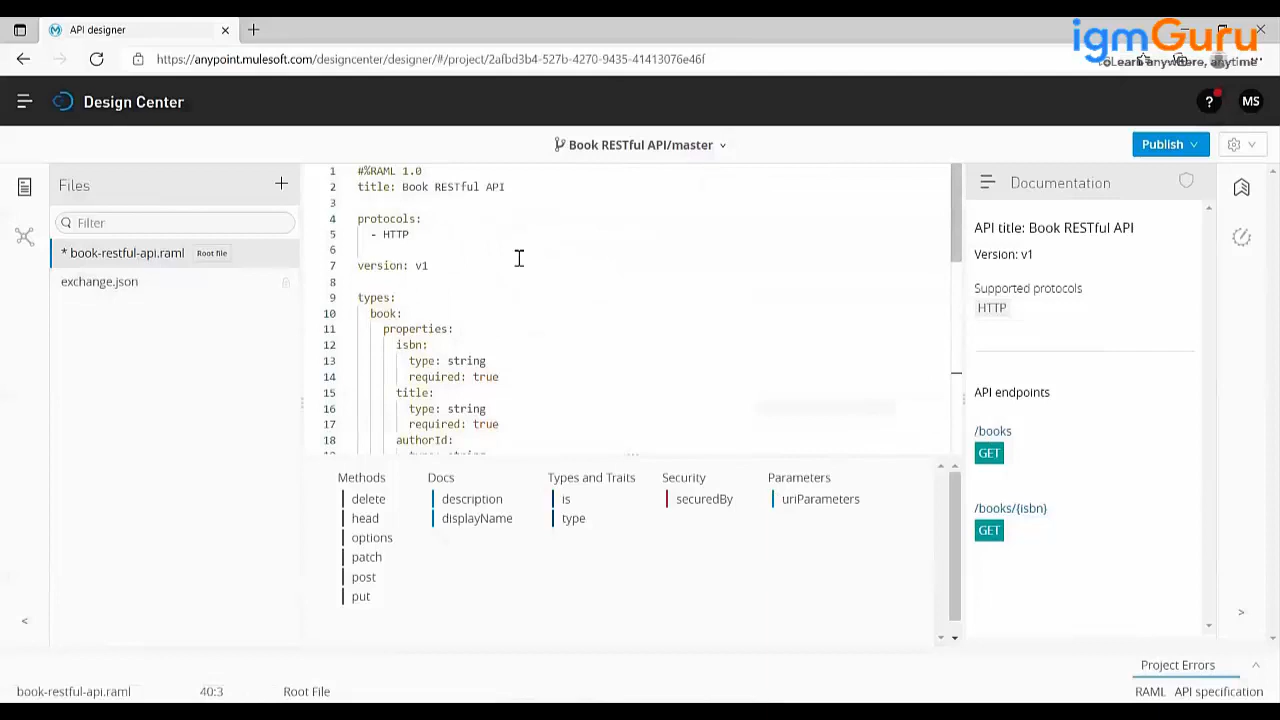 API designer
igmGuru
Learn anywhere, anytime
https://anypoint.mulesoft.com/designcenter/designer/#/project/2afbd3b4-527b-4270-9435-41413076e46f
Design Center
?
MS
Book RESTful API/master
Publish
Files
Filter
* book-restful-api.raml
Root file
exchange.json
1 #%RAML 1.0
2 title: Book RESTful API
3
4 protocols:
5 - HTTP
6
7 version: v1
8
9 types:
10 book:
11 properties:
12 isbn:
13 type: string
14 required: true
15 title:
16 type: string
17 required: true
18 authorId:
Documentation
API title: Book RESTful API
Version: v1
Supported protocols
HTTP
API endpoints
/books
GET
/books/{isbn}
GET
Methods
delete
head
options
patch
post
put
Docs
description
displayName
Types and Traits
is
type
Security
securedBy
Parameters
uriParameters
Project Errors
book-restful-api.raml
40:3
Root File
RAML
API specification